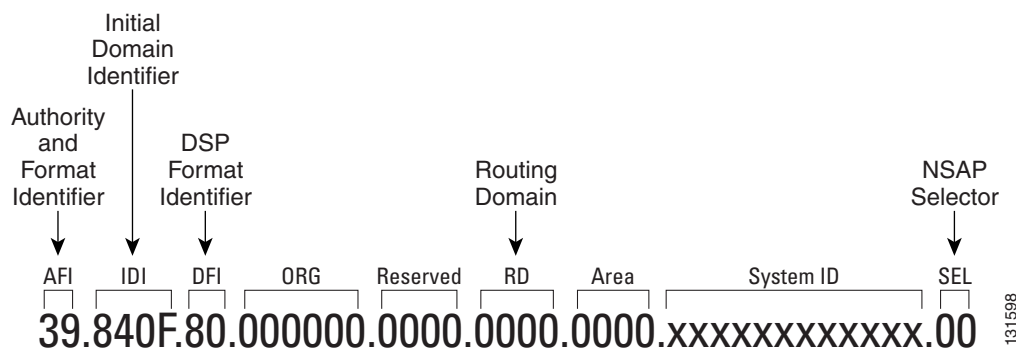 Initial
Domain
Identifier
Authority
and
Format
Identifier
DSP
Format
Identifier
Routing
Domain
NSAP
Selector
AFI IDI DFI ORG Reserved RD Area System ID SEL
39.840F.80.000000.0000.0000.0000.xxxxxxxxxxxx.00
131598